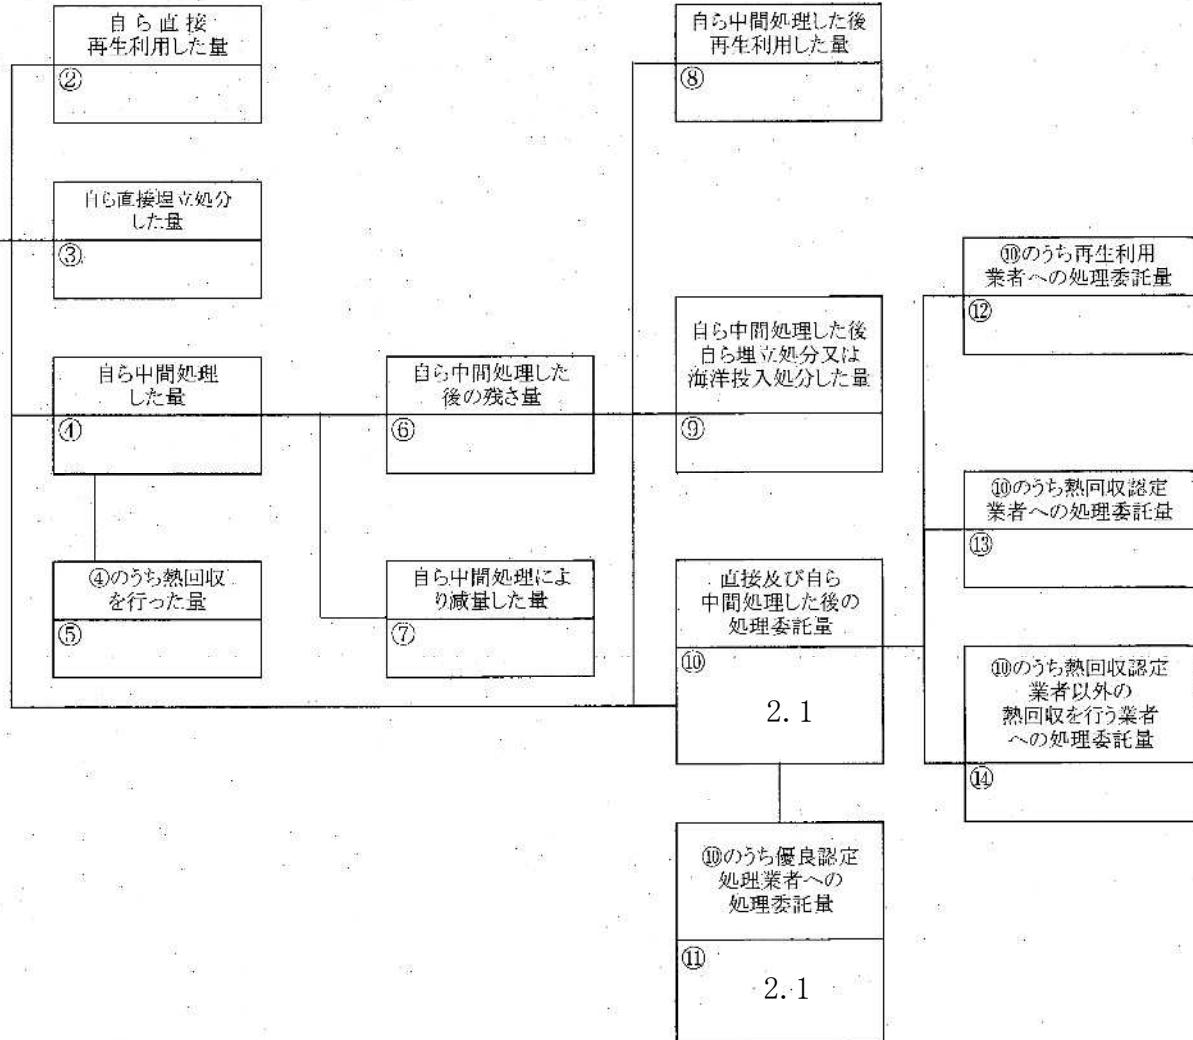 自ら直接
再生利用した量
②
自ら直接埋立処分
した量
③
自ら中間処理
した量
④
④のうち熱回収
を行った量
⑤
自ら中間処理した
後の残さ量
⑥
自ら中間処理によ
り減量した量
⑦
自ら中間処理した後
再生利用した量
⑧
自ら中間処理した後
自ら埋立処分又は
海洋投入処分した量
⑨
直接及び自ら
中間処理した後の
処理委託量
⑩
2.1
⑩のうち優良認定
処理業者への
処理委託量
⑪
2.1
⑩のうち再生利用
業者への処理委託量
⑫
⑩のうち熱回収認定
業者への処理委託量
⑬
⑩のうち熱回収認定
業者以外の
熱回収を行う業者
への処理委託量
⑭